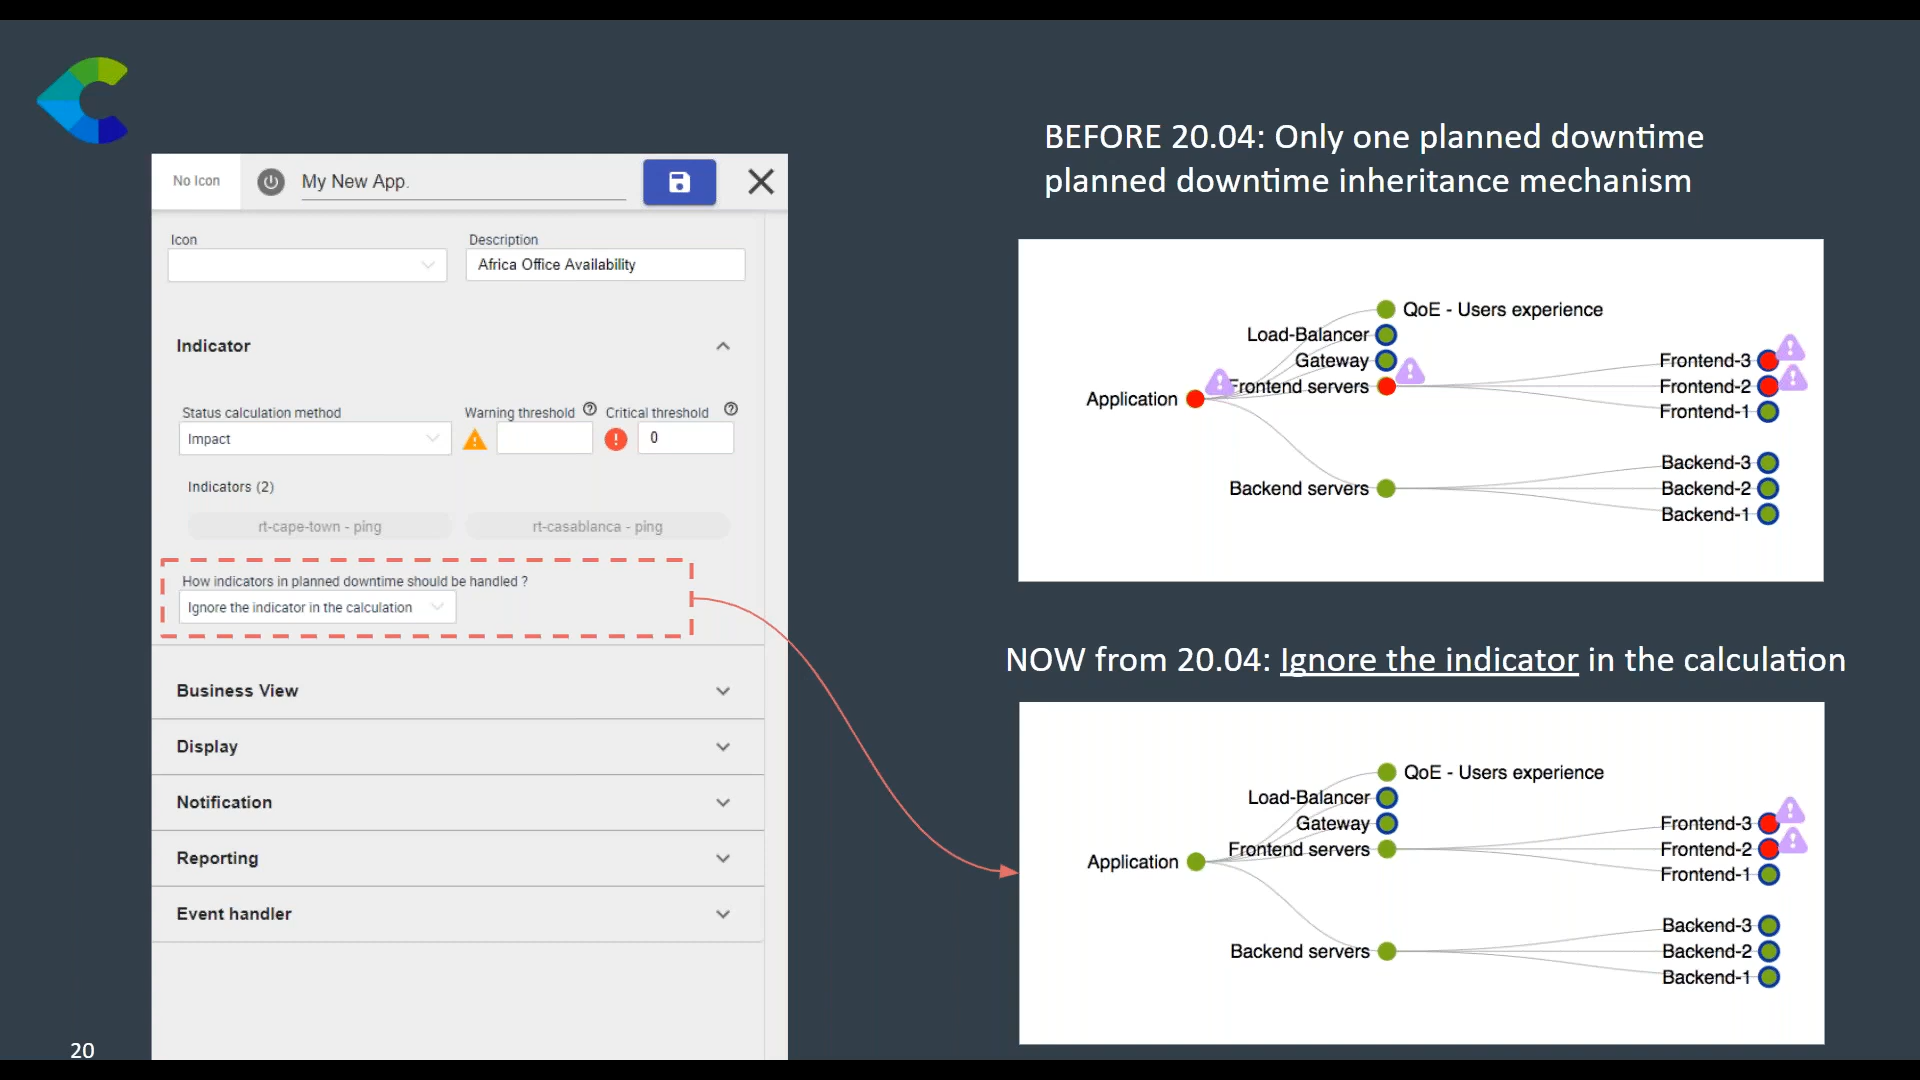 No Icon
My New App.
Icon
Description
Africa Office Availability
Indicator
Status calculation method
Warning threshold
Critical threshold
Impact
0
Indicators (2)
rt-cape-town - ping
rt-casablanca - ping
How indicators in planned downtime should be handled ?
Ignore the indicator in the calculation
Business View
Display
Notification
Reporting
Event handler
20
BEFORE 20.04: Only one planned downtime
planned downtime inheritance mechanism
QoE - Users experience
Load-Balancer
Gateway
Frontend servers
Application
Backend servers
Frontend-3
Frontend-2
Frontend-1
Backend-3
Backend-2
Backend-1
NOW from 20.04: Ignore the indicator in the calculation
QoE - Users experience
Load-Balancer
Gateway
Frontend servers
Application
Backend servers
Frontend-3
Frontend-2
Frontend-1
Backend-3
Backend-2
Backend-1